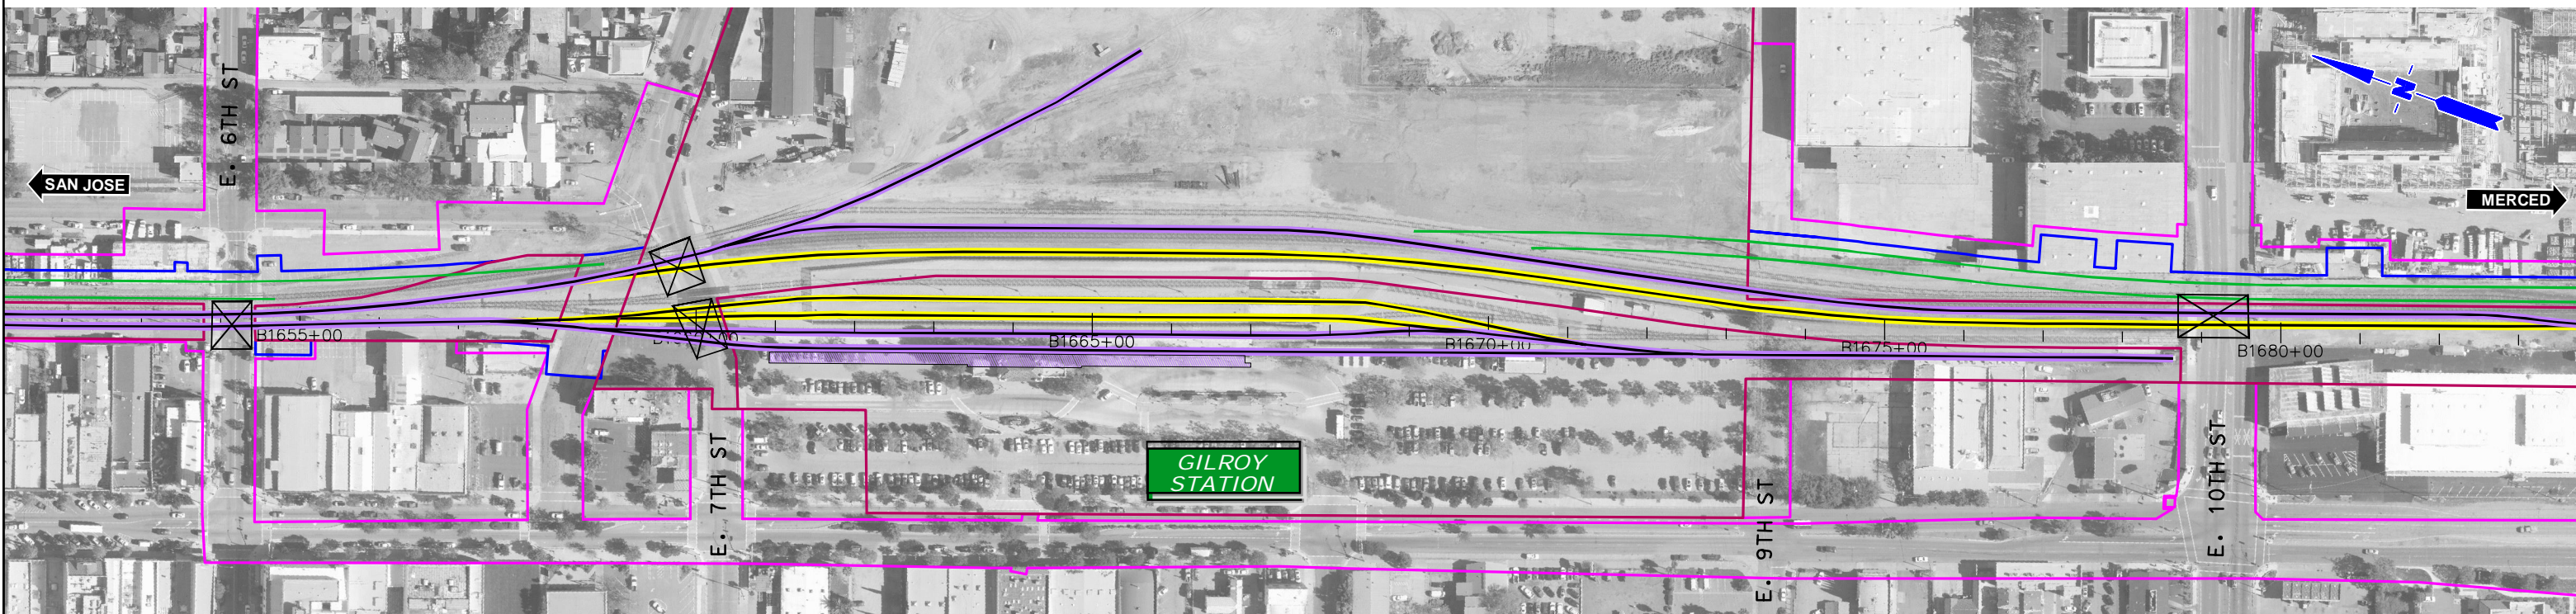 E. 6TH ST
SAN JOSE
N
MERCED
B1655+00
B1665+00
B1670+00
B1675+00
B1680+00
E. 7TH ST
GILROY
STATION
E. 9TH ST
E. 10TH ST